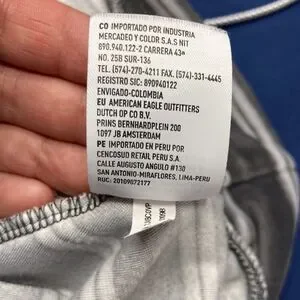 CO IMPORTADO POR INDUSTRIA
MERCADEO Y COLOR S.A.S NIT
890.940.122-2 CARRERA 43ª
NO. 25B SUR-136
TEL. (574)-270-4211 FAX. (574)-331-4445
REGISTRO SIC: 890940122
ENVIGADO-COLOMBIA
EU AMERICAN EAGLE OUTFITTERS
DUTCH OP CO B.V.
PRINS BERNHARDPLEIN 200
1097 JB AMSTERDAM
PE IMPORTADO EN PERU POR
CENCOSUD RETAIL PERU S.A.
CALLE AUGUSTO ANGULO #130
SAN ANTONIO-MIRAFLORES, LIMA-PERU
RUC: 20109072177